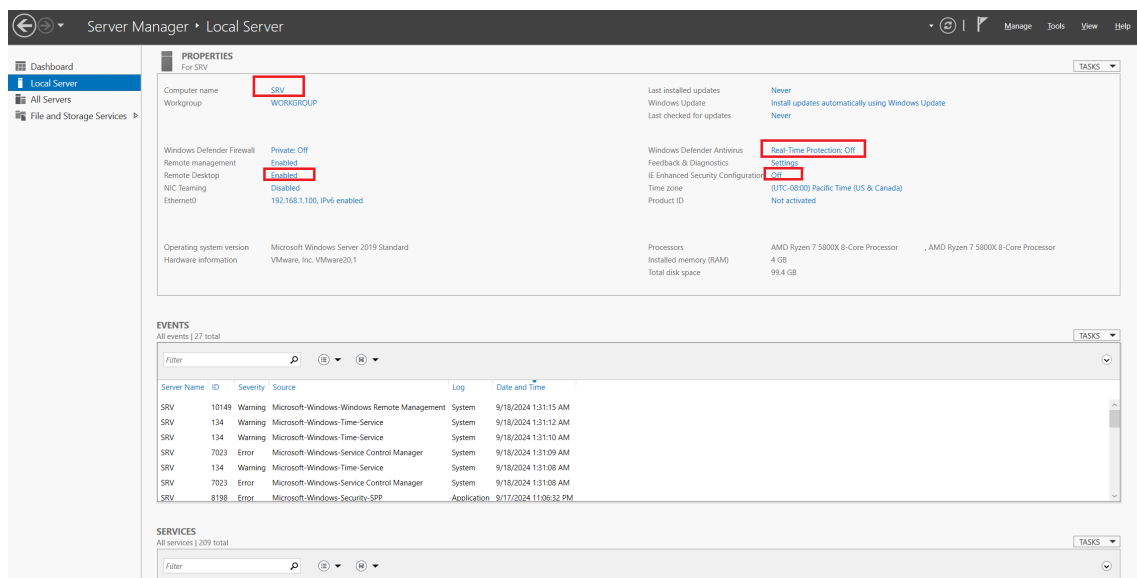 Server Manager ‣ Local Server
Manage Tools View Help
Dashboard
Local Server
All Servers
File and Storage Services
PROPERTIES
For SRV
TASKS
Computer name SRV
Workgroup WORKGROUP
Last installed updates Never
Windows Update Install updates automatically using Windows Update
Last checked for updates Never
Windows Defender Firewall Private: Off
Remote management Enabled
Remote Desktop Enabled
NIC Teaming Disabled
Ethernet0 192.168.1.100, IPv6 enabled
Windows Defender Antivirus Real-Time Protection: Off
Feedback & Diagnostics Settings
IE Enhanced Security Configuration Off
Time zone (UTC-08:00) Pacific Time (US & Canada)
Product ID Not activated
Operating system version Microsoft Windows Server 2019 Standard
Hardware information VMware, Inc. VMware20,1
Processors AMD Ryzen 7 5800X 8-Core Processor , AMD Ryzen 7 5800X 8-Core Processor
Installed memory (RAM) 4 GB
Total disk space 99.4 GB
EVENTS
All events | 27 total
TASKS
Filter
Server Name ID Severity Source Log Date and Time
SRV 10149 Warning Microsoft-Windows-Windows Remote Management System 9/18/2024 1:31:15 AM
SRV 134 Warning Microsoft-Windows-Time-Service System 9/18/2024 1:31:12 AM
SRV 134 Warning Microsoft-Windows-Time-Service System 9/18/2024 1:31:10 AM
SRV 7023 Error Microsoft-Windows-Service Control Manager System 9/18/2024 1:31:09 AM
SRV 134 Warning Microsoft-Windows-Time-Service System 9/18/2024 1:31:08 AM
SRV 7023 Error Microsoft-Windows-Service Control Manager System 9/18/2024 1:31:08 AM
SRV 8198 Error Microsoft-Windows-Security-SPP Application 9/17/2024 11:06:32 PM
SERVICES
All services | 209 total
TASKS
Filter